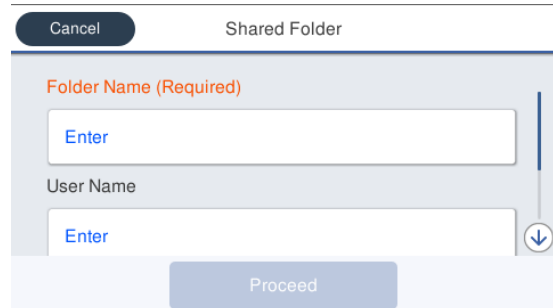 Cancel
Shared Folder
Folder Name (Required)
Enter
User Name
Enter
Proceed